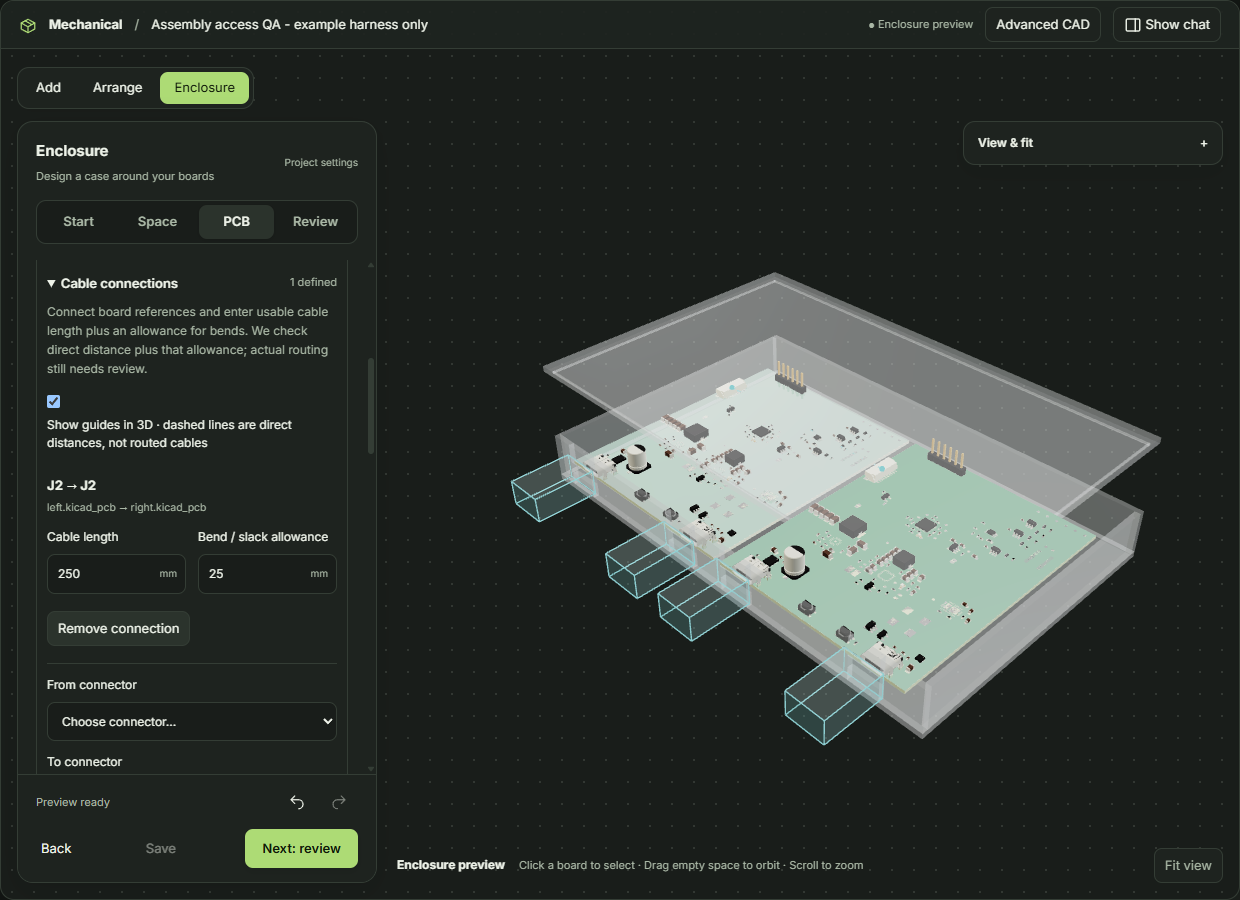 Mechanical / Assembly access QA - example harness only
Enclosure preview
Advanced CAD
Show chat
Add
Arrange
Enclosure
Enclosure
Design a case around your boards
Project settings
View & fit
+
Start
Space
PCB
Review
Cable connections
1 defined
Connect board references and enter usable cable
length plus an allowance for bends. We check
direct distance plus that allowance; actual routing
still needs review.
Show guides in 3D · dashed lines are direct
distances, not routed cables
J2 → J2
left.kicad_pcb → right.kicad_pcb
Cable length
Bend / slack allowance
250 mm
25 mm
Remove connection
From connector
Choose connector...
To connector
Preview ready
Back
Save
Next: review
Enclosure preview
Click a board to select · Drag empty space to orbit · Scroll to zoom
Fit view